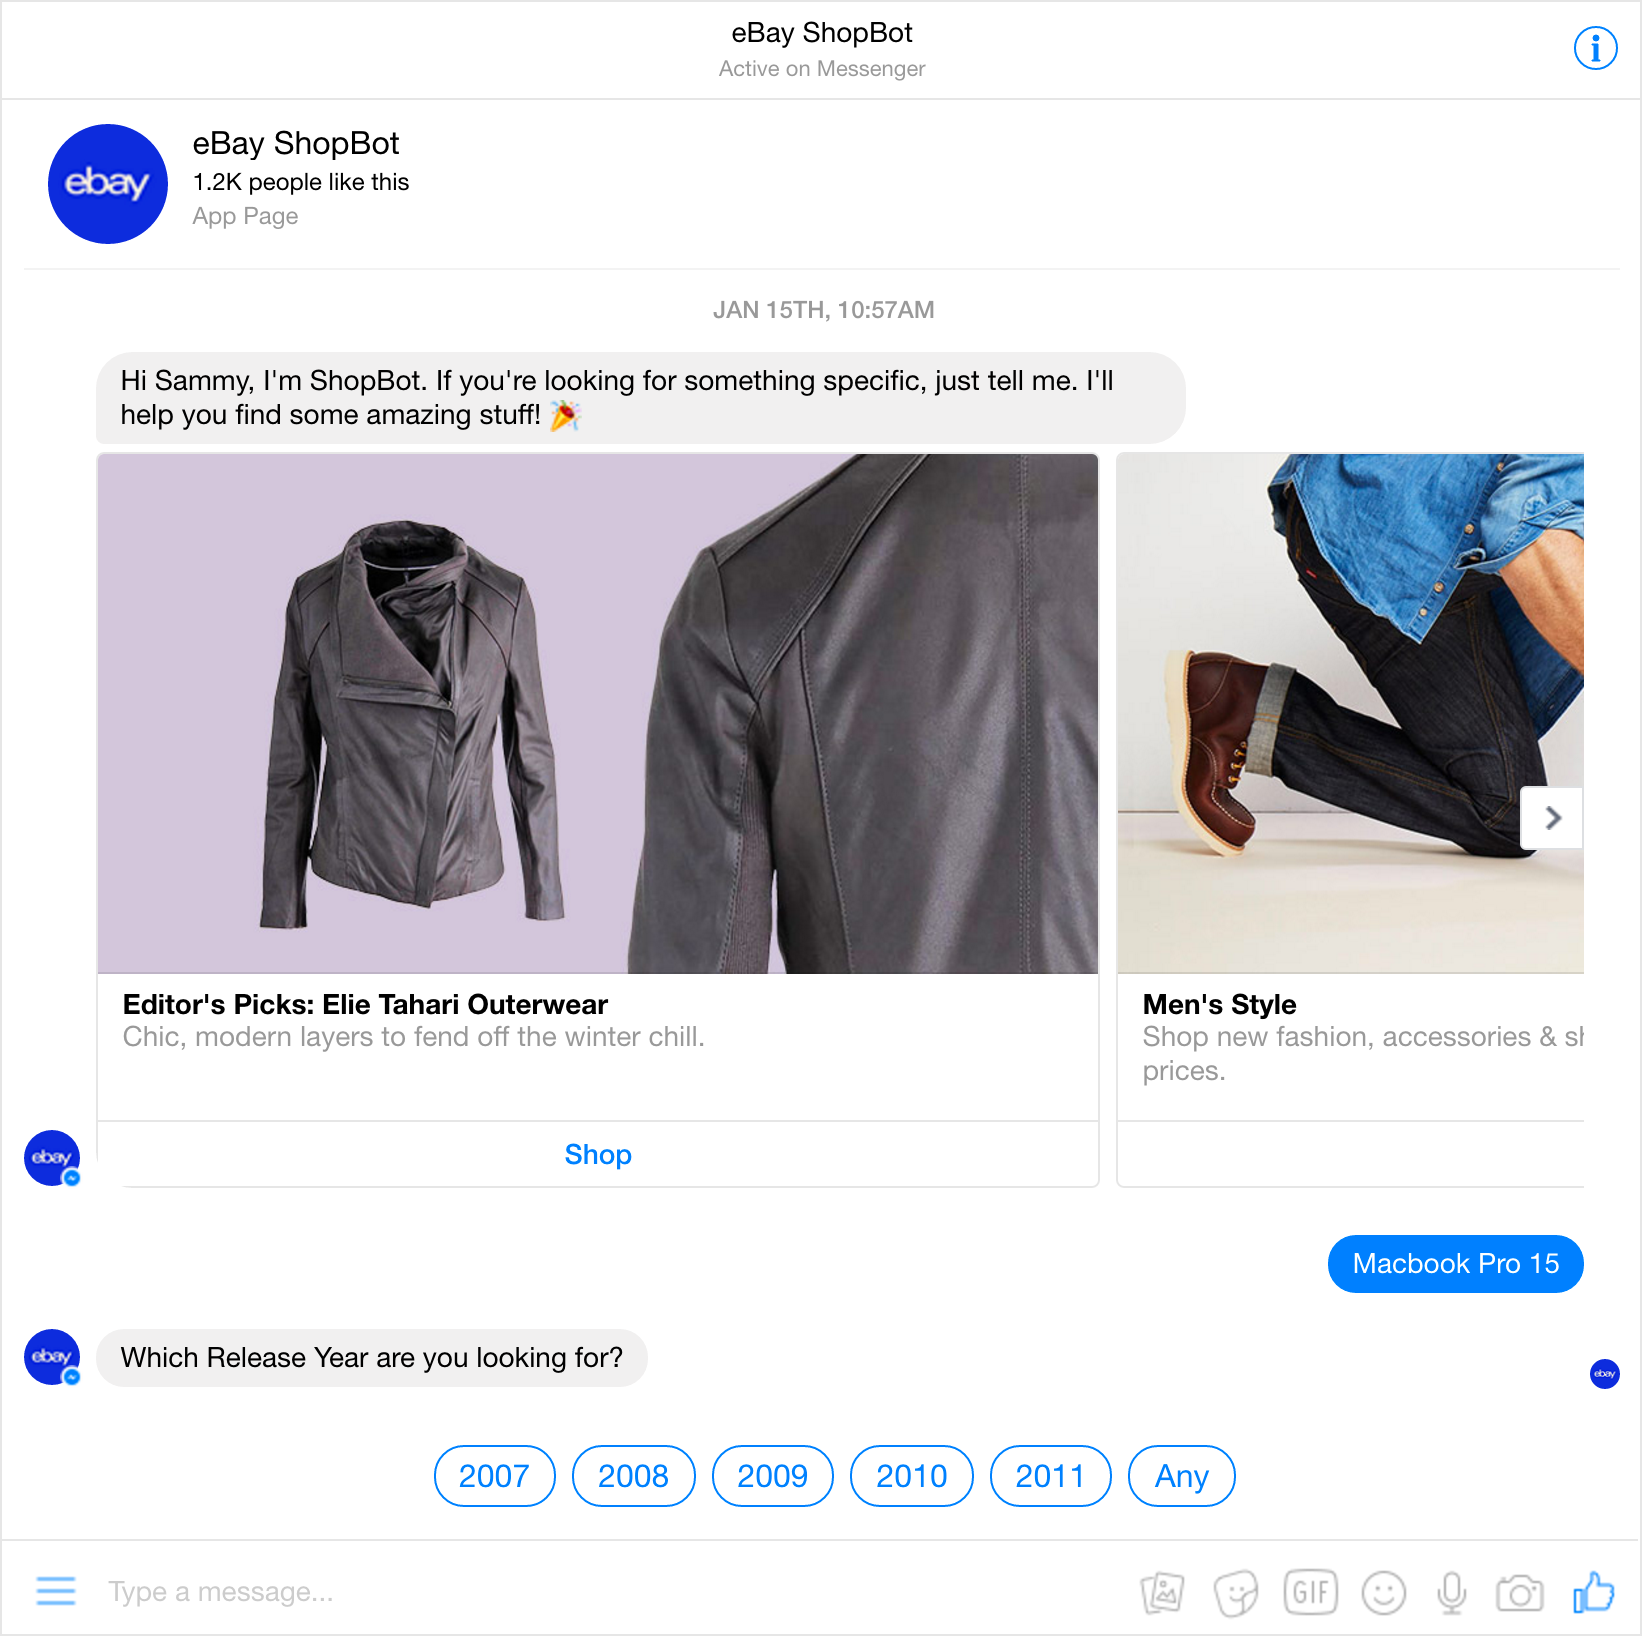 eBay ShopBot
Active on Messenger
ebay
eBay ShopBot
1.2K people like this
App Page
JAN 15TH, 10:57AM
Hi Sammy, I'm ShopBot. If you're looking for something specific, just tell me. I'll
help you find some amazing stuff! 🎉
Editor's Picks: Elie Tahari Outerwear
Chic, modern layers to fend off the winter chill.
Shop
Men's Style
Shop new fashion, accessories &
prices.
ebay
Macbook Pro 15
ebay
Which Release Year are you looking for?
ebay
2007 2008 2009 2010 2011 Any
Type a message...
GIF